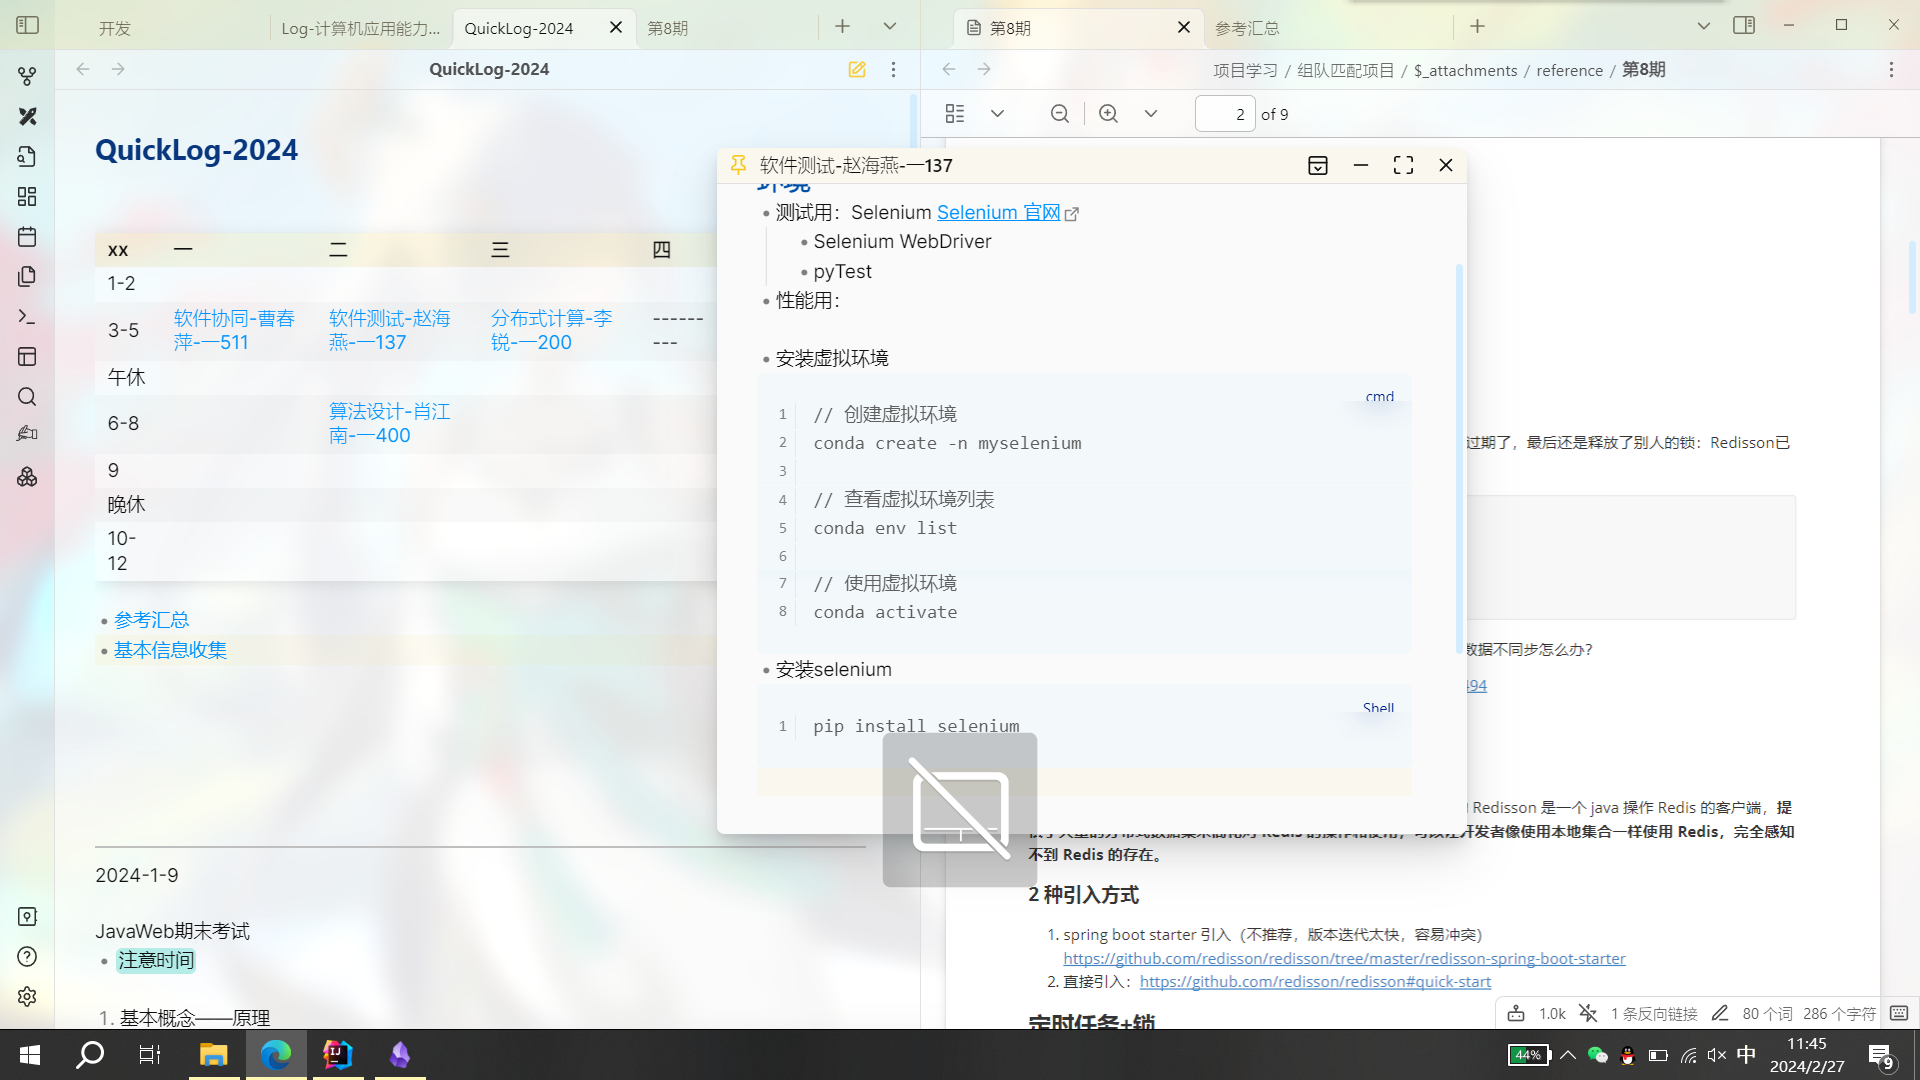 开发
Log-计算机应用能力...
QuickLog-2024
第8期
第8期
参考汇总
QuickLog-2024
项目学习 / 组队匹配项目 / $_attachments / reference / 第8期
2 of 9
QuickLog-2024
xx 一 二 三 四
1-2
3-5 软件协同-曹春萍-一511 软件测试-赵海燕-一137 分布式计算-李锐-一200 ---------
午休
6-8 算法设计-肖江南-一400
9
晚休
10-12
参考汇总
基本信息收集
2024-1-9
JavaWeb期末考试
注意时间
1. 基本概念——原理
软件测试-赵海燕-一137
环境
测试用：Selenium Selenium 官网
Selenium WebDriver
pyTest
性能用：
安装虚拟环境
cmd
1 // 创建虚拟环境
2 conda create -n myselenium
3
4 // 查看虚拟环境列表
5 conda env list
6
7 // 使用虚拟环境
8 conda activate
安装selenium
Shell
1 pip install selenium
过期了，最后还是释放了别人的锁：Redisson已
数据不同步怎么办？
494
Redisson 是一个 java 操作 Redis 的客户端，提
开发者像使用本地集合一样使用 Redis，完全感知
不到 Redis 的存在。
2 种引入方式
1. spring boot starter 引入（不推荐，版本迭代太快，容易冲突）
https://github.com/redisson/redisson/tree/master/redisson-spring-boot-starter
2. 直接引入：https://github.com/redisson/redisson#quick-start
定时任务+锁
1.0k 1 条反向链接 80 个词 286 个字符
44% 中 11:45
2024/2/27
9